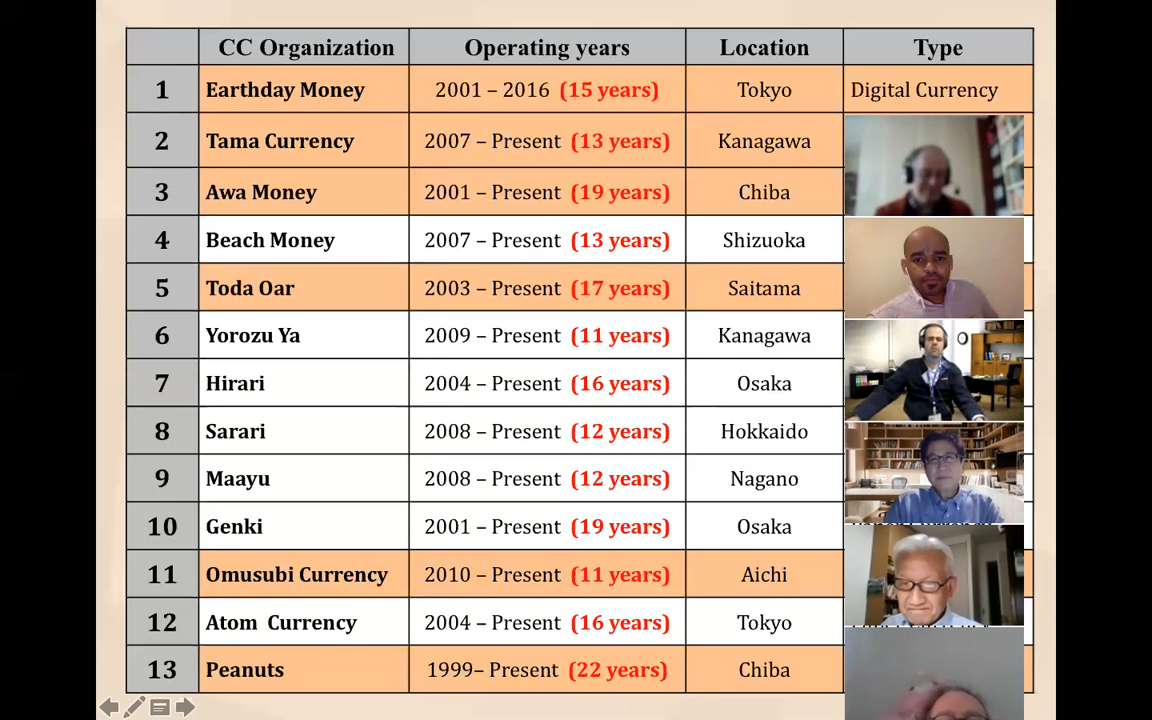 CC Organization Operating years Location Type
1 Earthday Money 2001 – 2016 (15 years) Tokyo Digital Currency
2 Tama Currency 2007 – Present (13 years) Kanagawa
3 Awa Money 2001 – Present (19 years) Chiba
4 Beach Money 2007 – Present (13 years) Shizuoka
5 Toda Oar 2003 – Present (17 years) Saitama
6 Yorozu Ya 2009 – Present (11 years) Kanagawa
7 Hirari 2004 – Present (16 years) Osaka
8 Sarari 2008 – Present (12 years) Hokkaido
9 Maayu 2008 – Present (12 years) Nagano
10 Genki 2001 – Present (19 years) Osaka
11 Omusubi Currency 2010 – Present (11 years) Aichi
12 Atom Currency 2004 – Present (16 years) Tokyo
13 Peanuts 1999– Present (22 years) Chiba